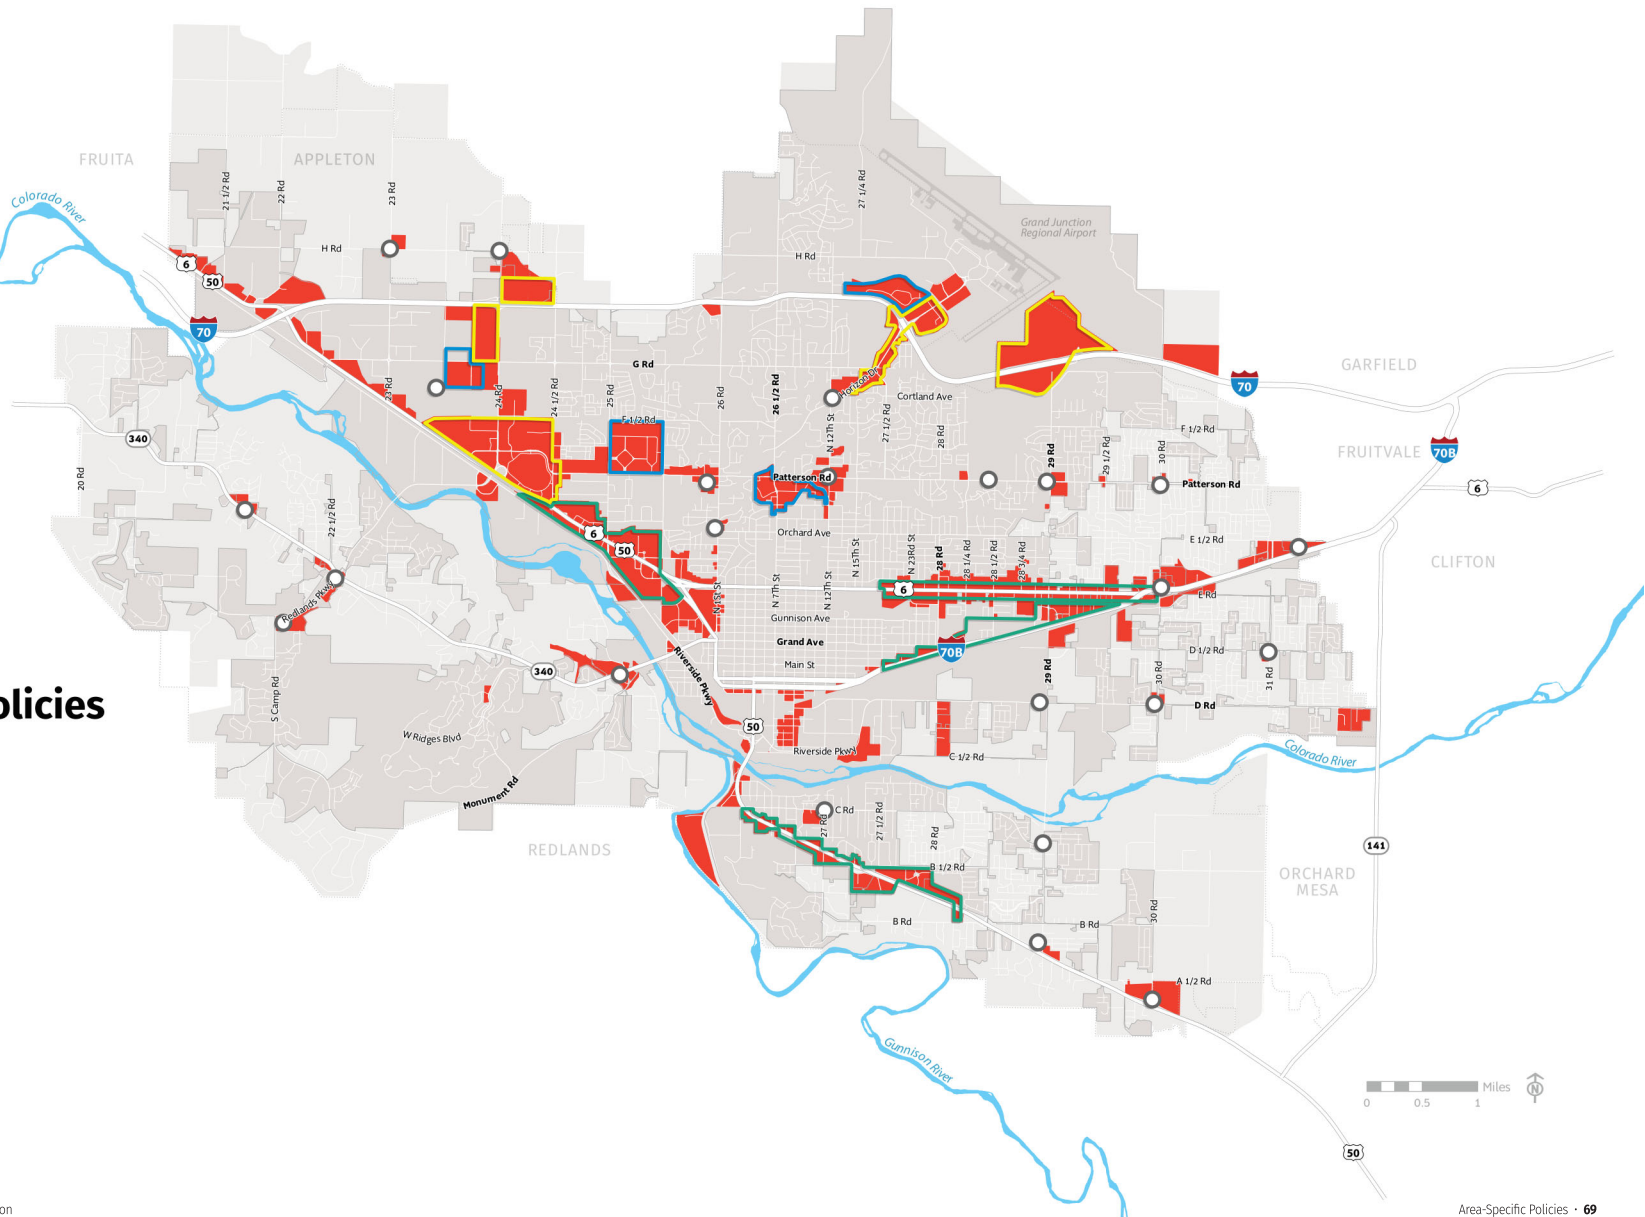 FRUITA
APPLETON
Colorado River
21 1/2 Rd
22 Rd
23 Rd
27 1/4 Rd
Grand Junction
Regional Airport
H Rd
H Rd
6
50
70
G Rd
GARFIELD
70
23 Rd
24 Rd
24 1/2 Rd
25 Rd
26 Rd
26 1/2 Rd
Horizon Dr
Cortland Ave
27 1/2 Rd
N 12Th St
28 Rd
F 1/2 Rd
F 1/2 Rd
340
29 Rd
29 1/2 Rd
30 Rd
FRUITVALE
70B
20 Rd
Patterson Rd
Patterson Rd
6
22 1/2 Rd
6
50
Orchard Ave
N 15Th St
N 23Rd St
28 Rd
28 1/4 Rd
28 1/2 Rd
28 3/4 Rd
E 1/2 Rd
CLIFTON
Redlands Pkwy
N 1St St
N 7Th St
N 12Th St
6
E Rd
Gunnison Ave
Grand Ave
Main St
70B
D 1/2 Rd
340
Riverside Pkwy
29 Rd
30 Rd
31 Rd
S Camp Rd
olicies
D Rd
50
W Ridges Blvd
Riverside Pkwy
C 1/2 Rd
Colorado River
Monument Rd
C Rd
27 Rd
27 1/2 Rd
28 Rd
REDLANDS
141
B 1/2 Rd
ORCHARD
MESA
30 Rd
B Rd
B Rd
A 1/2 Rd
Gunnison River
Miles
N
0
0.5
1
50
on
Area-Specific Policies · 69